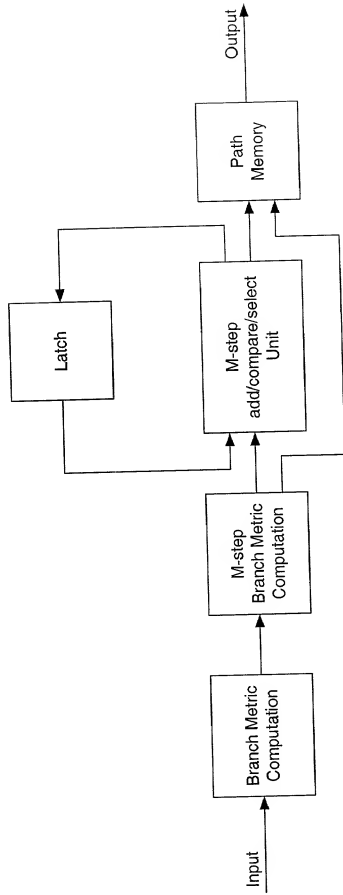 Input
Branch Metric
Computation
M-step
Branch Metric
Computation
M-step
add/compare/select
Unit
Latch
Path
Memory
Output